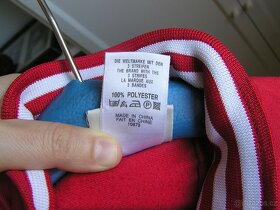 DIE WELTMARKE MIT DEN
3 STREIFEN
THE BRAND WITH THE
3 STRIPES
LA MARQUE AUX
3 BANDES
100% POLYESTER
MADE IN CHINA
FAIT EN CHINE